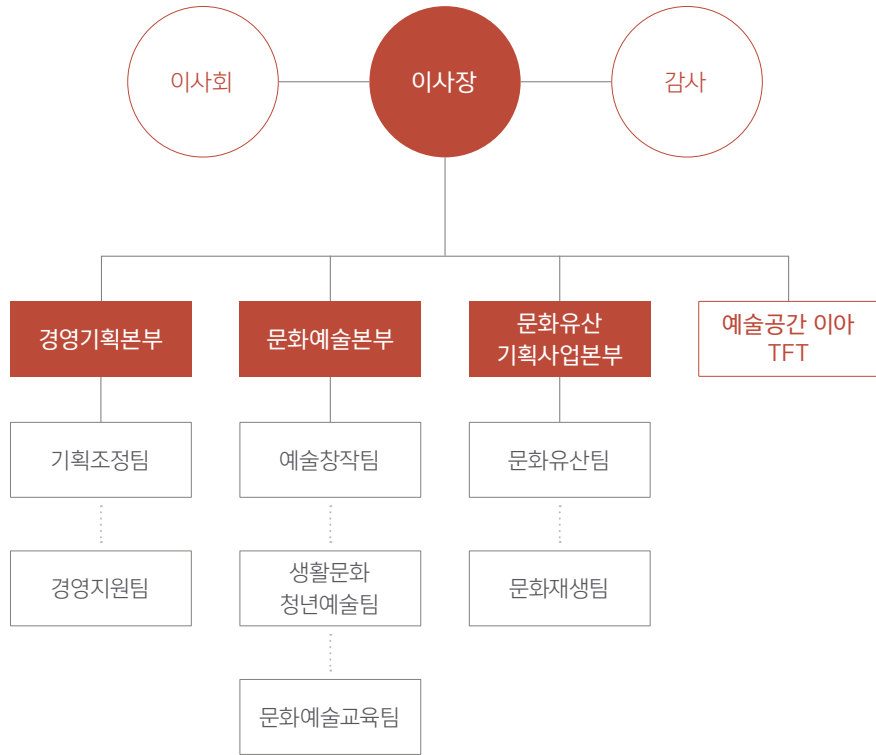 이사회
이사장
감사
경영기획본부
문화예술본부
문화유산
기획사업본부
예술공간 이아
TFT
기획조정팀
예술창작팀
문화유산팀
경영지원팀
생활문화
청년예술팀
문화재생팀
문화예술교육팀